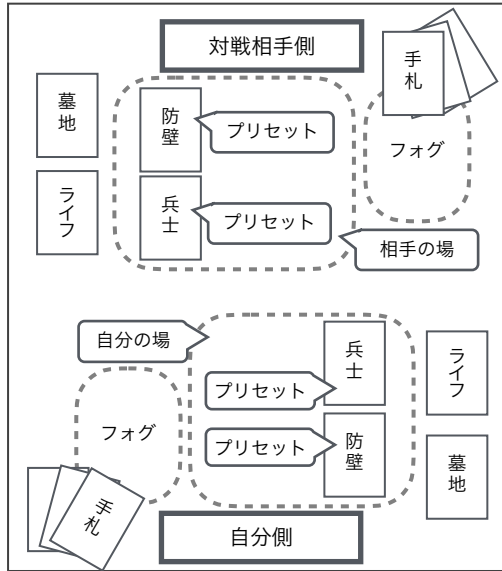 対戦相手側
手札
墓地
防壁
プリセット
フォグ
ライフ
兵士
プリセット
相手の場
自分の場
兵士
ライフ
プリセット
フォグ
プリセット
防壁
墓地
手札
自分側